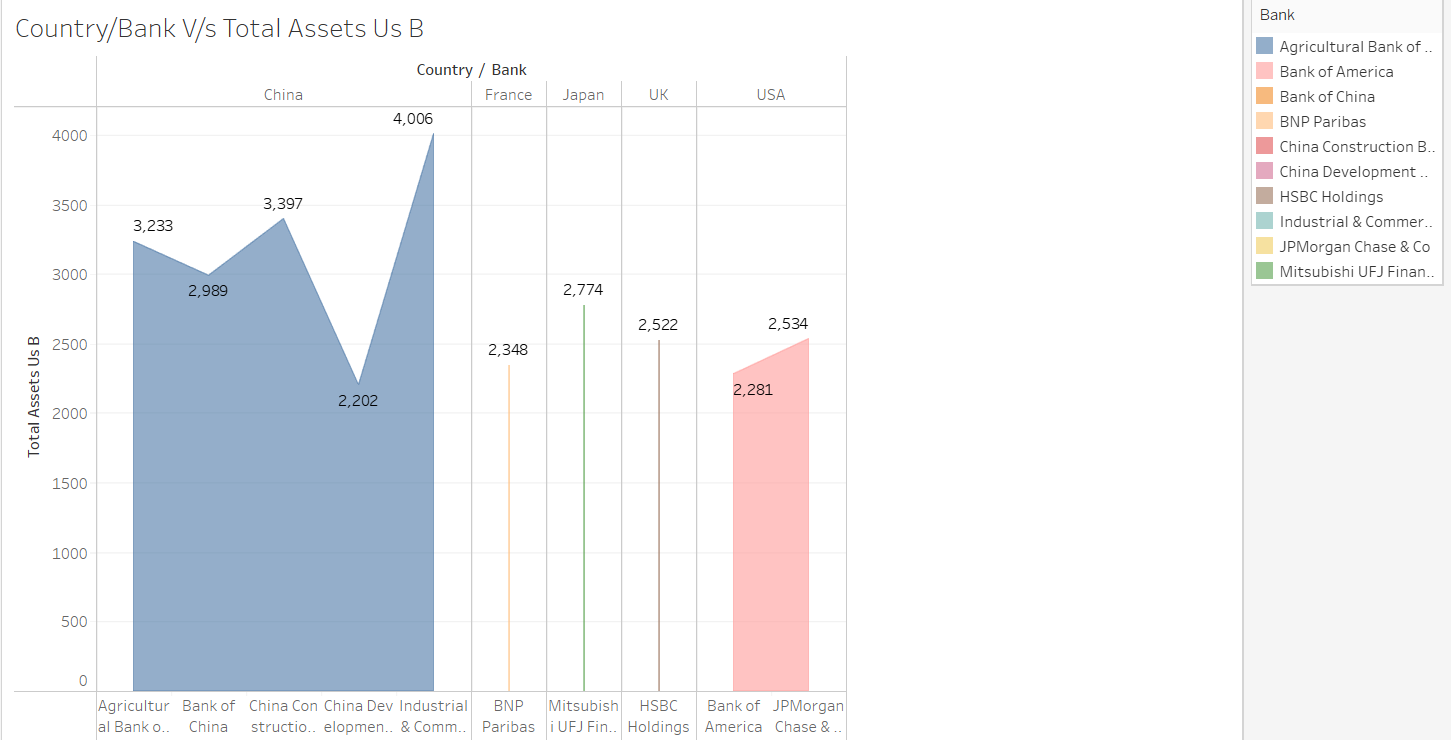 Country/Bank V/s Total Assets Us B
Country / Bank
China
France
Japan
UK
USA
Total Assets Us B
4000
3500
3000
2500
2000
1500
1000
500
0
3,233
2,989
3,397
2,202
4,006
2,348
2,774
2,522
2,281
2,534
Agricultur
al Bank o..
Bank of
China
China Con
structio..
China Dev
elopmen..
Industrial
& Comm..
BNP
Paribas
Mitsubish
i UFJ Fin..
HSBC
Holdings
Bank of
America
JPMorgan
Chase & ..
Bank
Agricultural Bank of ..
Bank of America
Bank of China
BNP Paribas
China Construction B..
China Development ..
HSBC Holdings
Industrial & Commer..
JPMorgan Chase & Co
Mitsubishi UFJ Finan..